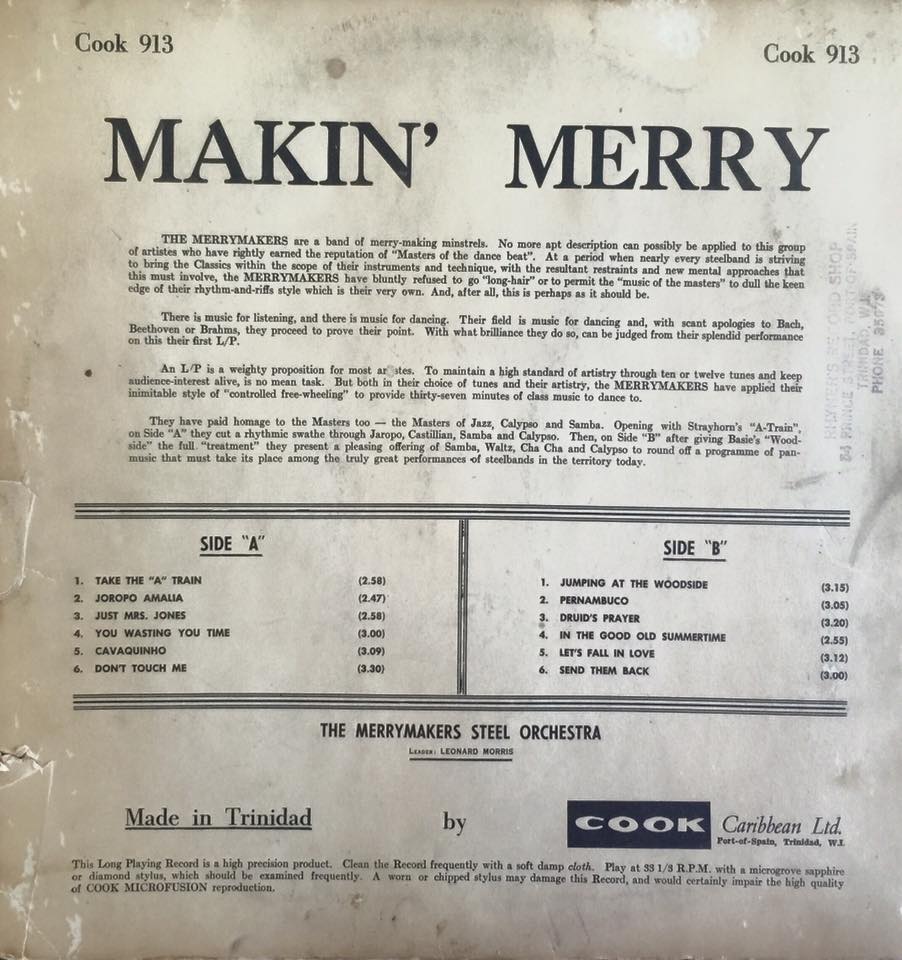 Cook 913
Cook 913
MAKIN' MERRY
THE MERRYMAKERS are a band of merry-making minstrels. No more apt description can possibly be applied to this group
of artistes who have rightly earned the reputation of "Masters of the dance beat". At a period when nearly every steelband is striving
to bring the Classics within the scope of their instruments and technique, with the resultant restraints and new mental approaches that
this must involve, the MERRYMAKERS have bluntly refused to go "long-hair" or to permit the "music of the masters" to dull the keen
edge of their rhythm-and-riffs style which is their very own. And, after all, this is perhaps as it should be.
There is music for listening, and there is music for dancing. Their field is music for dancing and, with scant apologies to Bach,
Beethoven or Brahms, they proceed to prove their point. With what brilliance they do so, can be judged from their splendid performance
on this their first L/P.
An L/P is a weighty proposition for most ar stes. To maintain a high standard of artistry through ten or twelve tunes and keep
audience-interest alive, is no mean task. But both in their choice of tunes and their artistry, the MERRYMAKERS have applied their
inimitable style of "controlled free-wheeling" to provide thirty-seven minutes of class music to dance to.
They have paid homage to the Masters too — the Masters of Jazz, Calypso and Samba. Opening with Strayhorn's "A-Train",
on Side "A" they cut a rhythmic swathe through Jaropo, Castillian, Samba and Calypso. Then, on Side "B" after giving Basie's "Wood-
side" the full "treatment" they present a pleasing offering of Samba, Waltz, Cha Cha and Calypso to round off a programme of pan-
music that must take its place among the truly great performances of steelbands in the territory today.
PHONE
SIDE "A"
1. TAKE THE "A" TRAIN (2.58)
2. JOROPO AMALIA (2.47)
3. JUST MRS. JONES (2.58)
4. YOU WASTING YOU TIME (3.00)
5. CAVAQUINHO (3.09)
6. DON'T TOUCH ME (3.30)
SIDE "B"
1. JUMPING AT THE WOODSIDE (3.15)
2. PERNAMBUCO (3.05)
3. DRUID'S PRAYER (3.20)
4. IN THE GOOD OLD SUMMERTIME (2.55)
5. LET'S FALL IN LOVE (3.12)
6. SEND THEM BACK (3.00)
THE MERRYMAKERS STEEL ORCHESTRA
LEADER: LEONARD MORRIS
Made in Trinidad by COOK Caribbean Ltd.
Port-of-Spain, Trinidad, W.I.
This Long Playing Record is a high precision product. Clean the Record frequently with a soft damp cloth. Play at 33 1/3 R.P.M. with a microgrove sapphire
or diamond stylus, which should be examined frequently. A worn or chipped stylus may damage this Record, and would certainly impair the high quality
of COOK MICROFUSION reproduction.